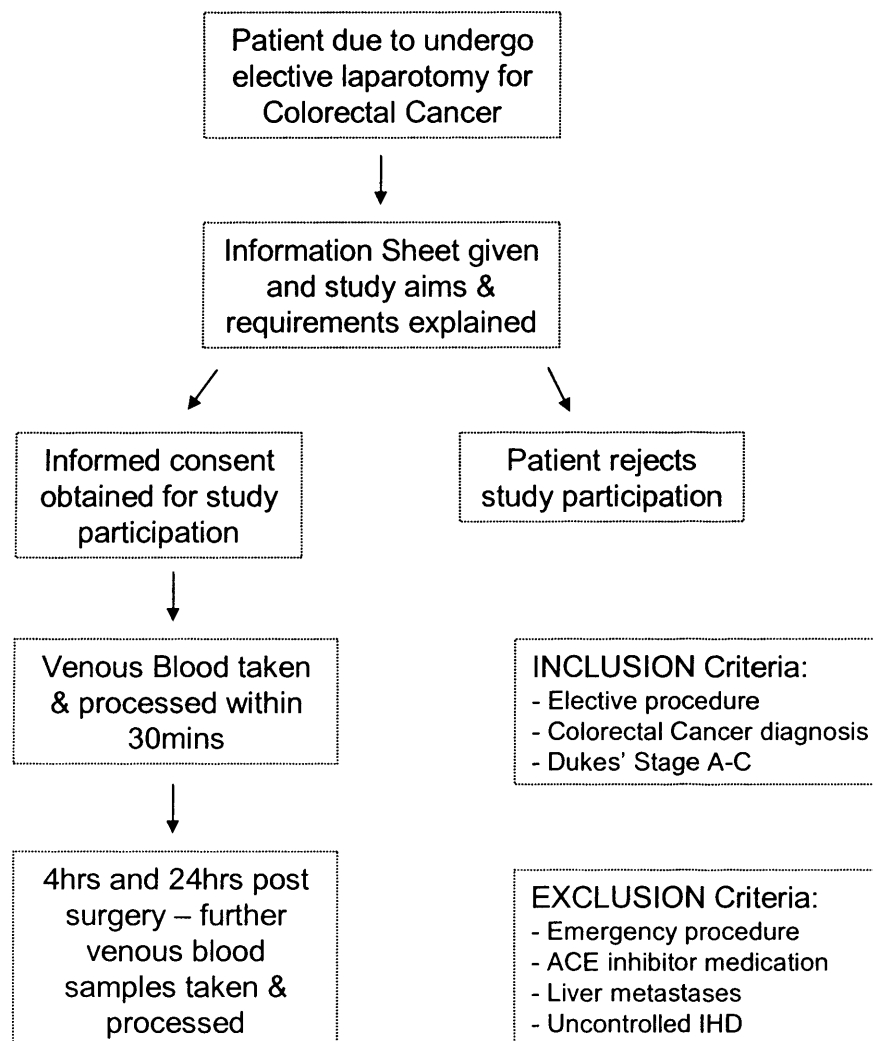 Patient due to undergo
elective laparotomy for
Colorectal Cancer
Information Sheet given
and study aims &
requirements explained
Informed consent
obtained for study
participation
Patient rejects
study participation
Venous Blood taken
& processed within
30mins
INCLUSION Criteria:
- Elective procedure
- Colorectal Cancer diagnosis
- Dukes' Stage A-C
4hrs and 24hrs post
surgery – further
venous blood
samples taken &
processed
EXCLUSION Criteria:
- Emergency procedure
- ACE inhibitor medication
- Liver metastases
- Uncontrolled IHD